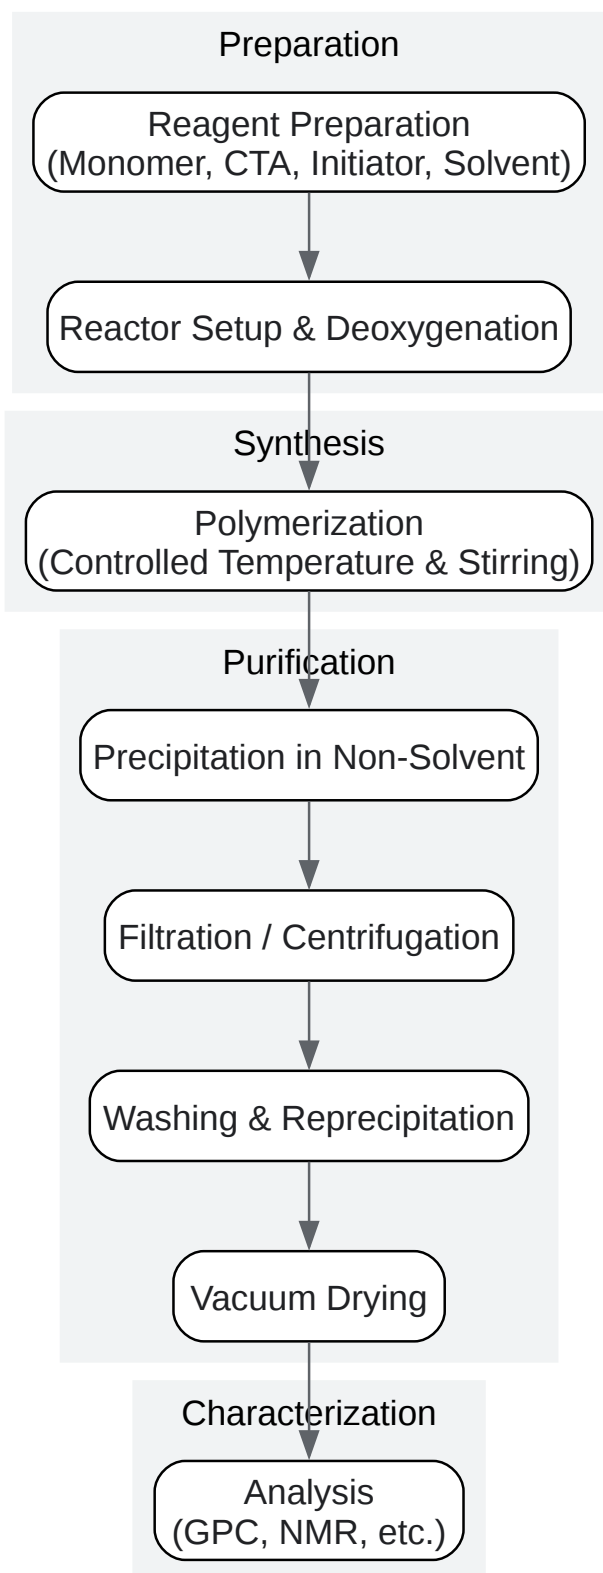 Preparation
Reagent Preparation
(Monomer, CTA, Initiator, Solvent)
Reactor Setup & Deoxygenation
Synthesis
Polymerization
(Controlled Temperature & Stirring)
Purification
Precipitation in Non-Solvent
Filtration / Centrifugation
Washing & Reprecipitation
Vacuum Drying
Characterization
Analysis
(GPC, NMR, etc.)